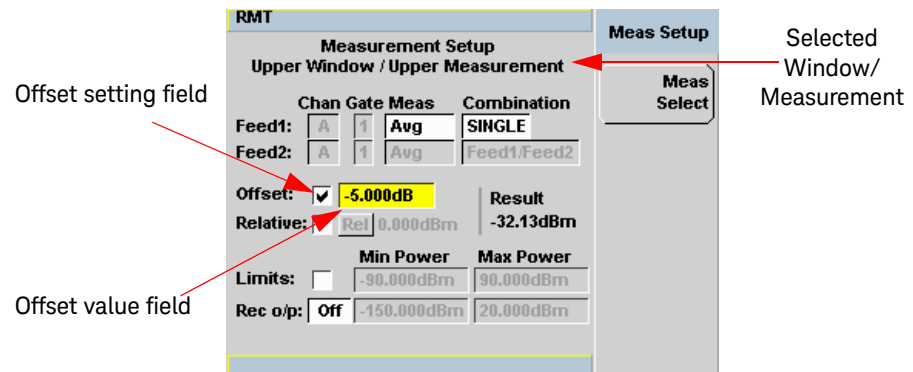 RMT
Meas Setup
Measurement Setup
Upper Window / Upper Measurement
Selected
Window/
Measurement
Meas
Select
Offset setting field
Chan Gate Meas Combination
Feed1: A 1 Avg SINGLE
Feed2: A 1 Avg Feed1/Feed2
Offset: -5.000dB Result
Relative: Rel 0.000dBm -32.13dBm
Min Power Max Power
Limits: -90.000dBm 90.000dBm
Offset value field
Rec o/p: Off -150.000dBm 20.000dBm